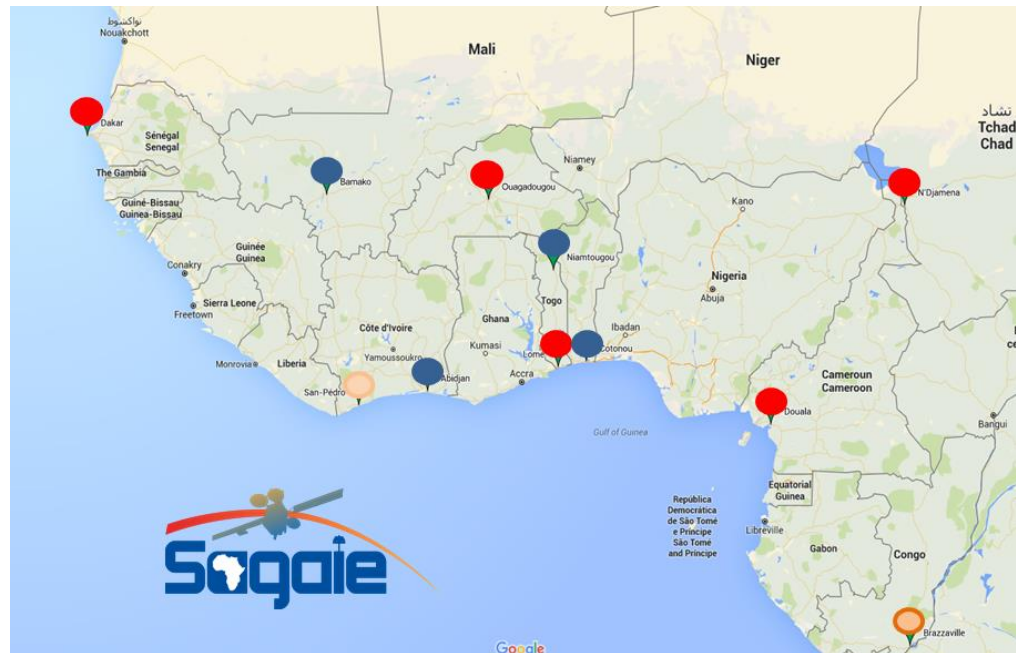 نواكشوط
Nouakchott
Mali
Niger
تشاد
Tchad
Chad
Dakar
Sénégal
Senegal
The Gambia
Bamako
Ouagadougou
Niamey
N'Djamena
Kano
Guiné-Bissau
Guinea-Bissau
Guinée
Guinea
Niamtougou
Nigeria
Abuja
Conakry
Sierra Leone
Freetown
Togo
Ghana
Côte d'Ivoire
Yamoussoukro
Kumasi
Ibadan
Lome
Cotonou
Monrovia
Liberia
Abidjan
Accra
San-Pédro
Cameroun
Cameroon
Douala
Bangui
Gulf of Guinea
Equatorial
Guinea
República
Democrática
de São Tomé
e Príncipe
São Tomé
and Príncipe
Libreville
Gabon
Congo
Sagaie
Brazzaville
Google